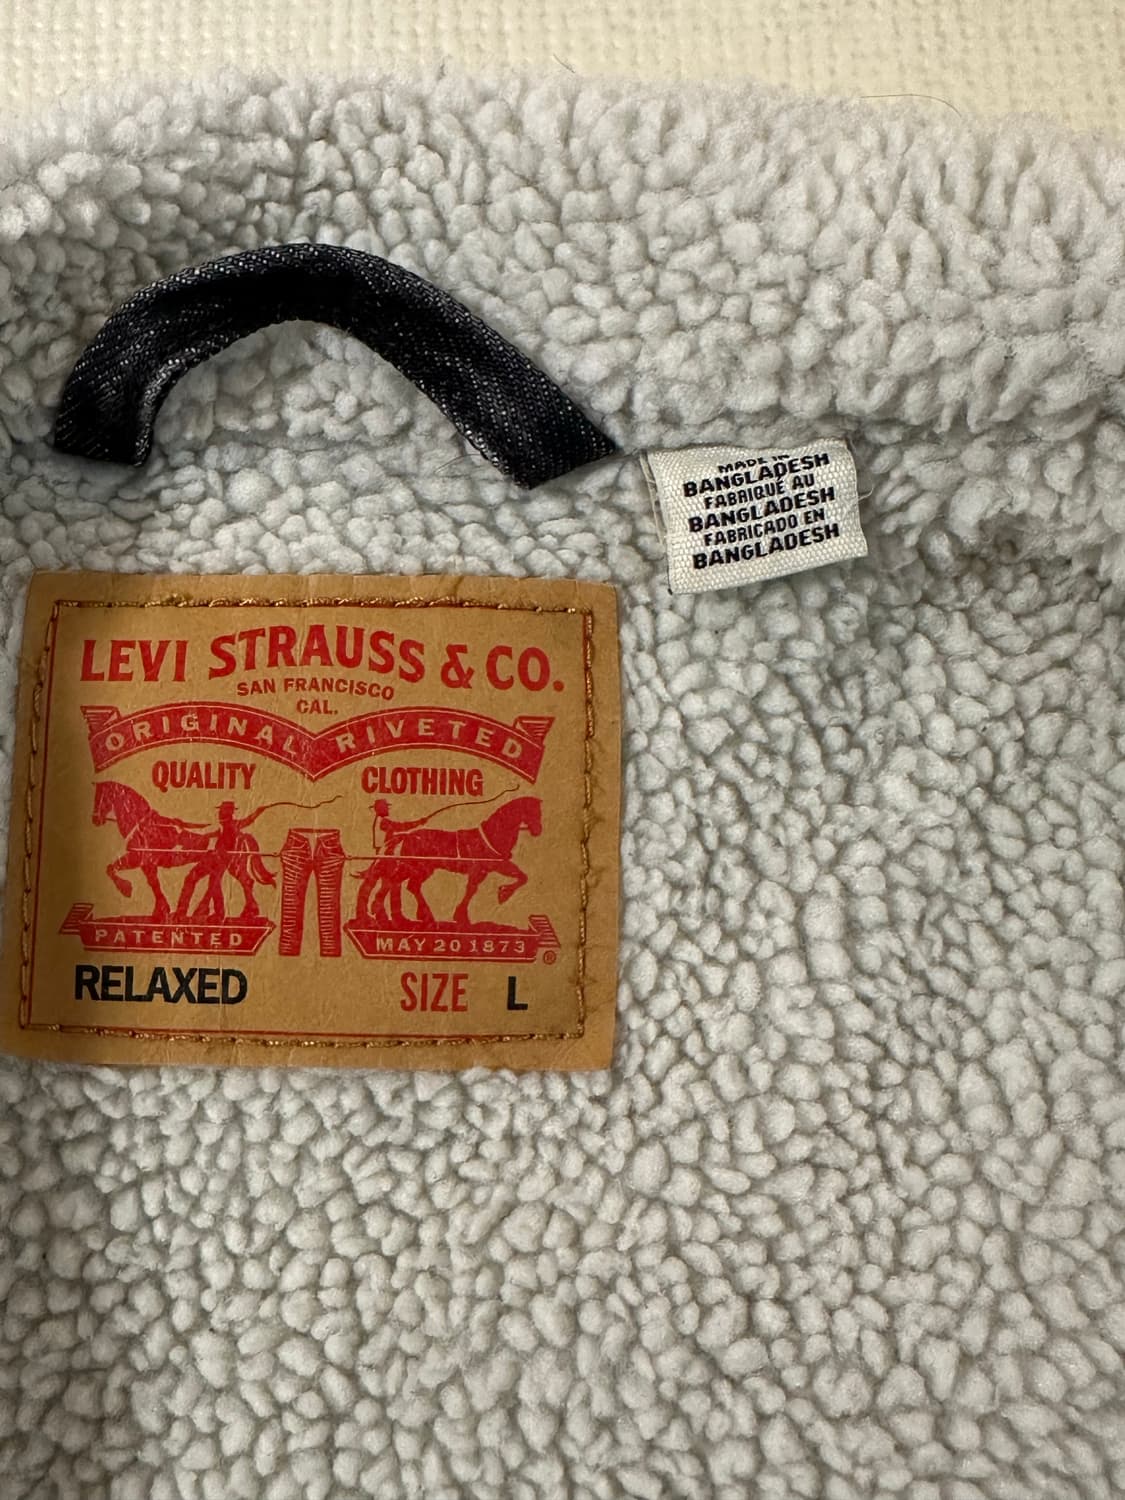 MADE IN
BANGLADESH
FABRIQUÉ AU
BANGLADESH
FABRICADO EN
BANGLADESH
LEVI STRAUSS & CO.
SAN FRANCISCO
CAL.
ORIGINAL RIVETED
QUALITY CLOTHING
PATENTED MAY 20 1873 ®
RELAXED SIZE L